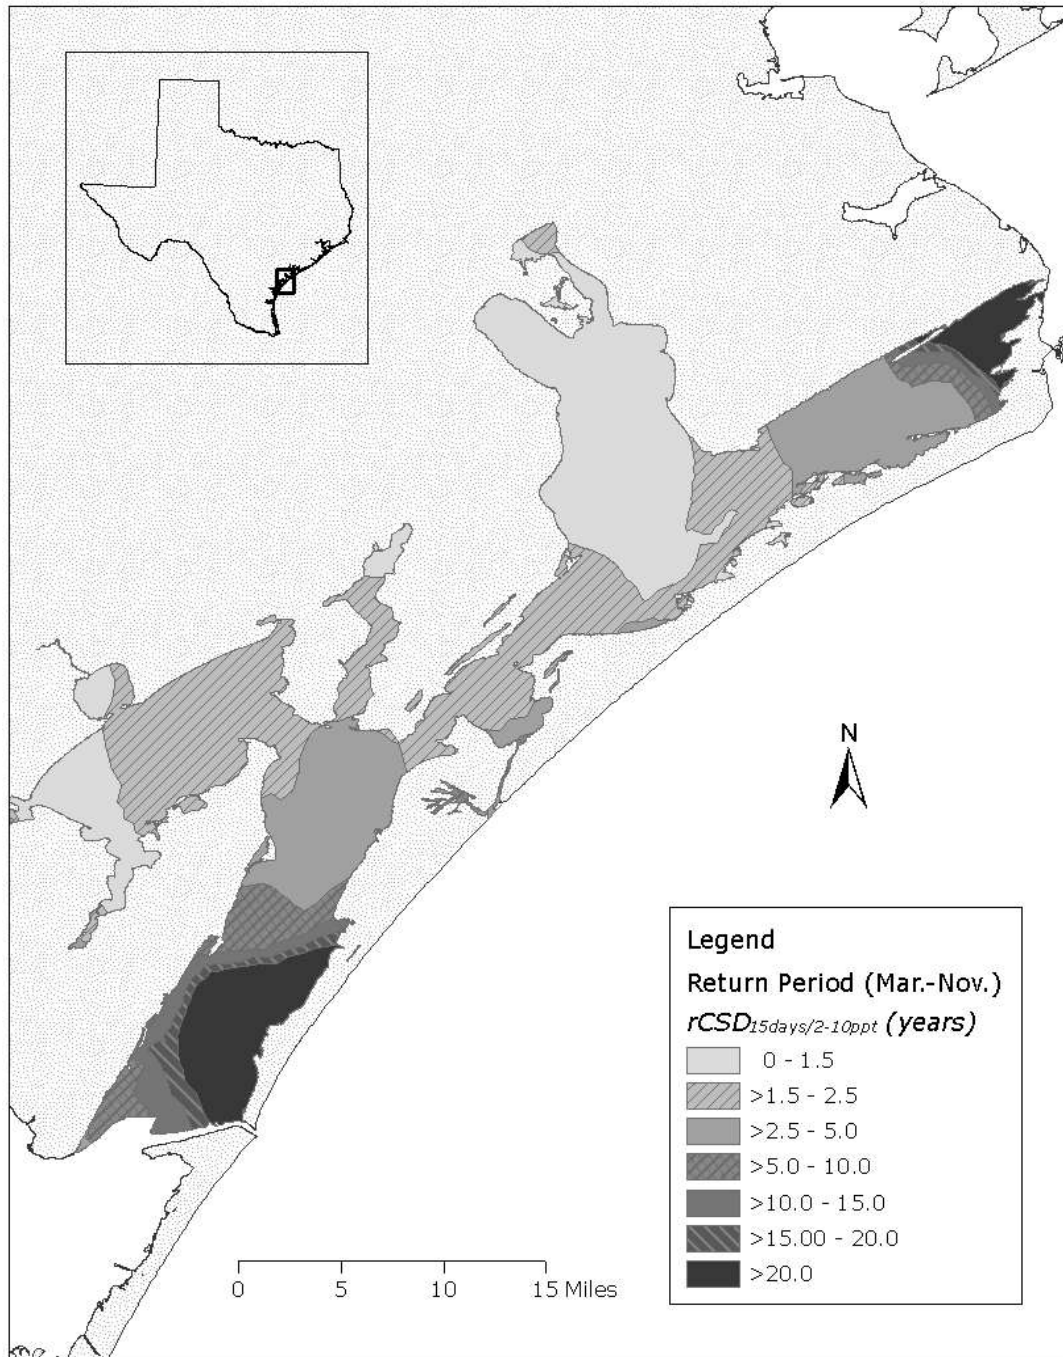 N
Legend
Return Period (Mar.-Nov.)
rCSD15days/2-10ppt (years)
0 - 1.5
>1.5 - 2.5
>2.5 - 5.0
>5.0 - 10.0
>10.0 - 15.0
>15.00 - 20.0
>20.0
0 5 10 15 Miles